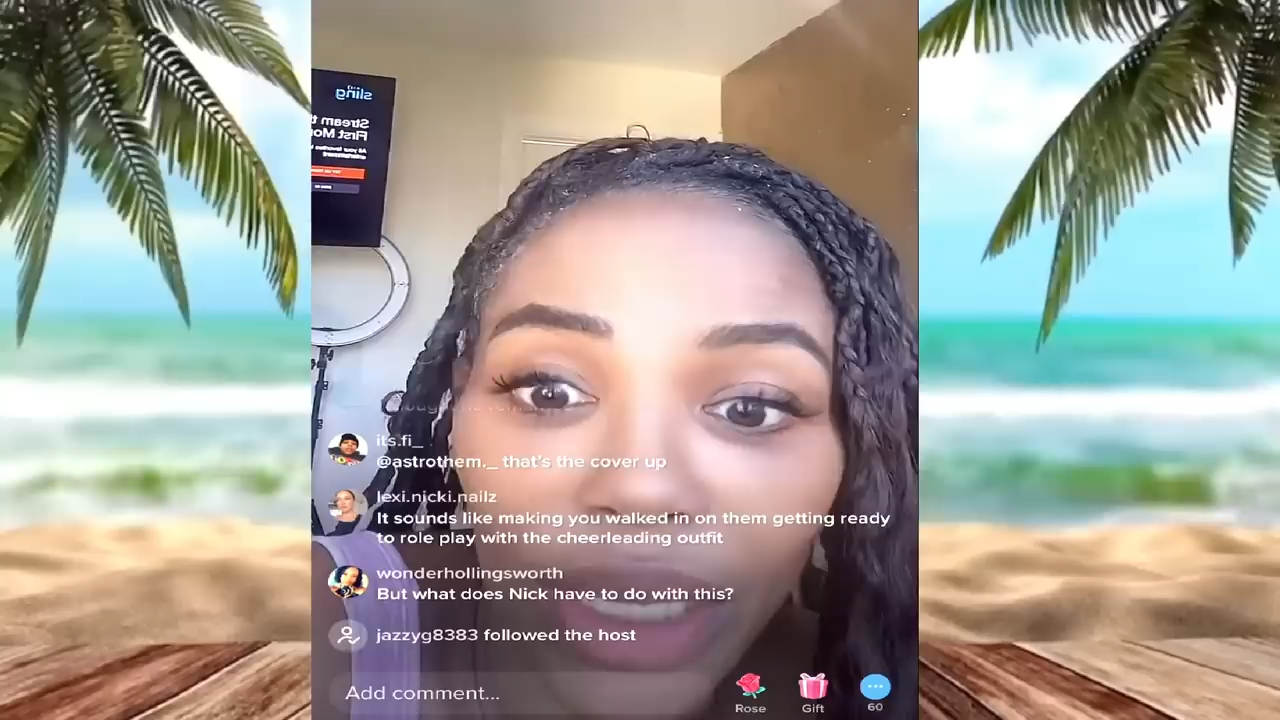 sling
Stream
First Mo
its.fi_
@astrothem._ that's the cover up
lexi.nicki.nailz
It sounds like making you walked in on them getting ready
to role play with the cheerleading outfit
wonderhollingsworth
But what does Nick have to do with this?
jazzyg8383 followed the host
Add comment...
Rose
Gift
60